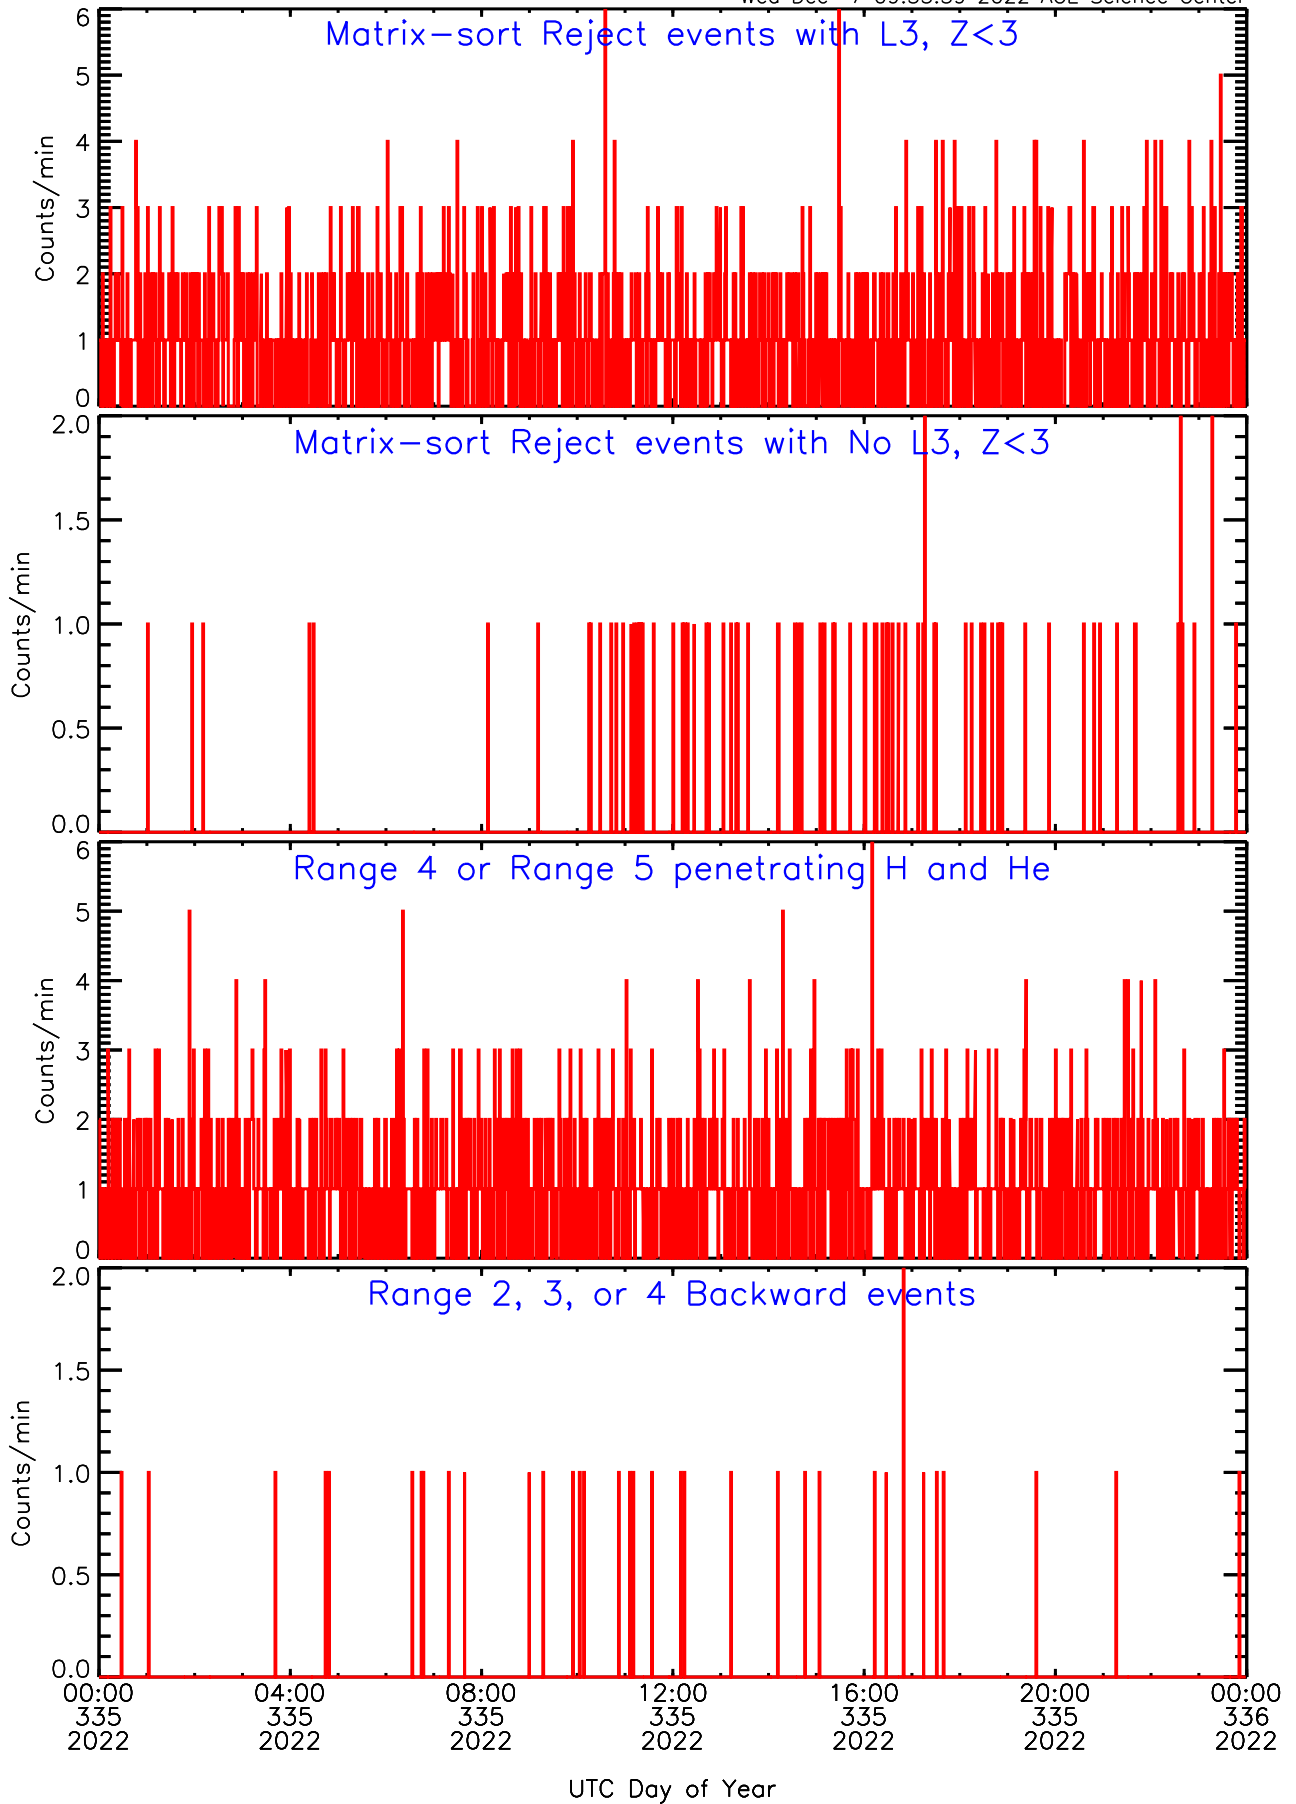 Matrix-sort Reject events with L3, Z<3
6
5
4
3
2
1
0
Counts/min
Matrix-sort Reject events with No L3, Z<3
2.0
1.5
1.0
0.5
0.0
Counts/min
Range 4 or Range 5 penetrating H and He
6
5
4
3
2
1
0
Counts/min
Range 2, 3, or 4 Backward events
2.0
1.5
1.0
0.5
0.0
Counts/min
00:00 04:00 08:00 12:00 16:00 20:00 00:00
335 335 335 335 335 335 336
2022 2022 2022 2022 2022 2022 2022
UTC Day of Year